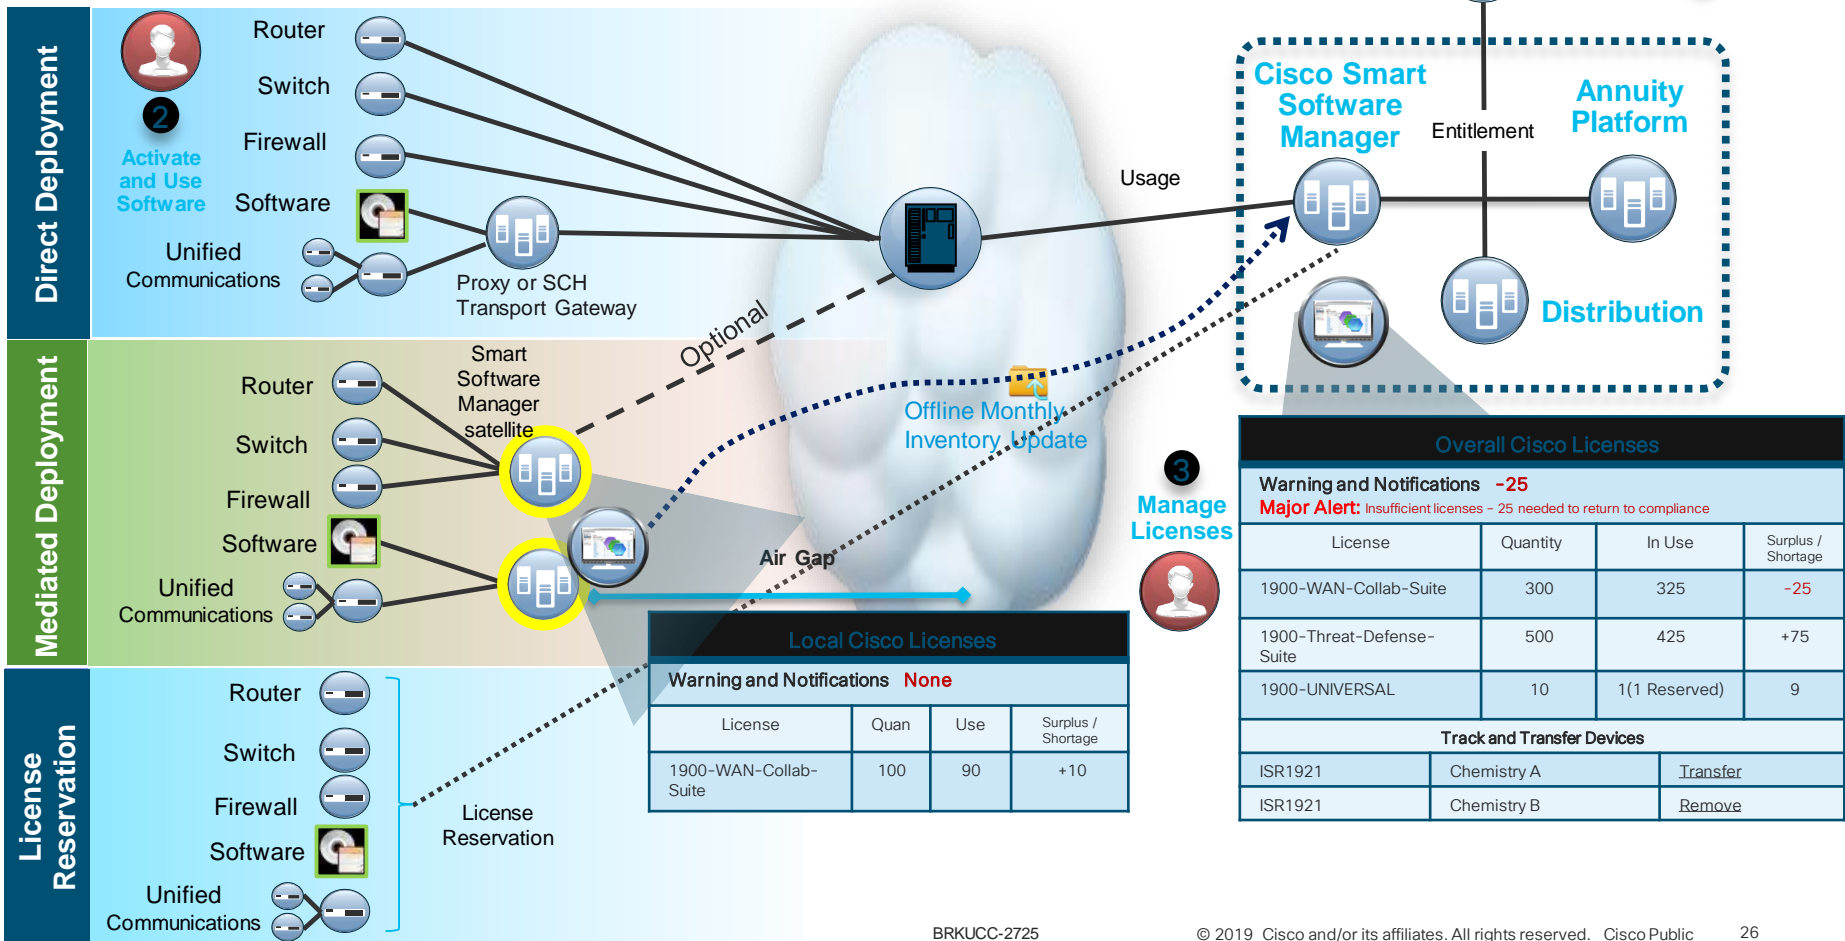 Direct Deployment
Router
Switch
Firewall
Software
Unified
Communications
2
Activate
and Use
Software
Proxy or SCH
Transport Gateway
Usage
Cisco Smart
Software
Manager
Entitlement
Annuity
Platform
Distribution
Optional
Mediated Deployment
Router
Switch
Firewall
Software
Unified
Communications
Smart
Software
Manager
satellite
Offline Monthly
Inventory Update
Air Gap
3
Manage
Licenses
License
Reservation
Router
Switch
Firewall
Software
Unified
Communications
License
Reservation
Local Cisco Licenses
Warning and Notifications None
License Quan Use Surplus /
Shortage
1900-WAN-Collab- 100 90 +10
Suite
Overall Cisco Licenses
Warning and Notifications -25
Major Alert: Insufficient licenses – 25 needed to return to compliance
License Quantity In Use Surplus /
Shortage
1900-WAN-Collab-Suite 300 325 -25
1900-Threat-Defense- 500 425 +75
Suite
1900-UNIVERSAL 10 1(1 Reserved) 9
Track and Transfer Devices
ISR1921 Chemistry A Transfer
ISR1921 Chemistry B Remove
BRKUCC-2725 © 2019 Cisco and/or its affiliates. All rights reserved. Cisco Public 26